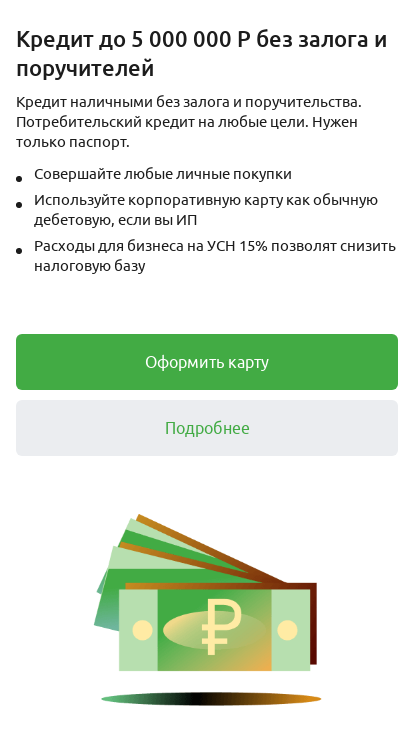 Кредит до 5 000 000 Р без залога и
поручителей
Кредит наличными без залога и поручительства.
Потребительский кредит на любые цели. Нужен
только паспорт.
Совершайте любые личные покупки
Используйте корпоративную карту как обычную
дебетовую, если вы ИП
Расходы для бизнеса на УСН 15% позволят снизить
налоговую базу
Оформить карту
Подробнее
₽